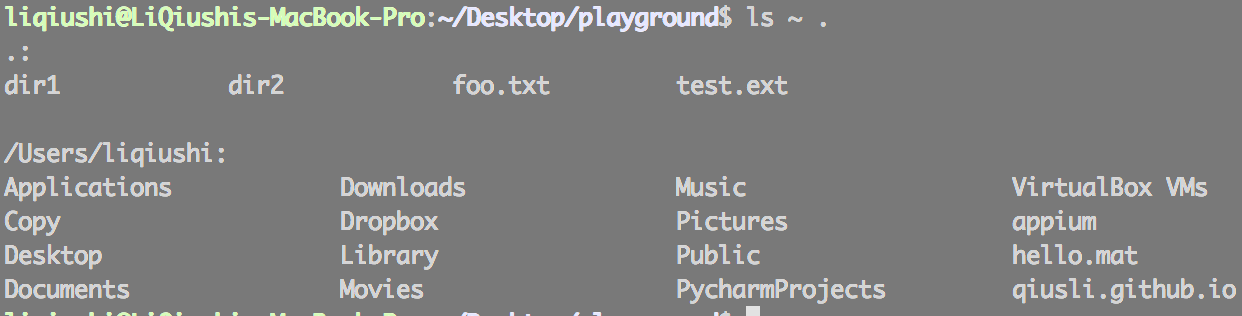 liqiushi@LiQiushis-MacBook-Pro:~/Desktop/playground$ ls ~ .
.:
dir1 dir2 foo.txt test.ext
/Users/liqiushi:
Applications Downloads Music VirtualBox VMs
Copy Dropbox Pictures appium
Desktop Library Public hello.mat
Documents Movies PycharmProjects qiusli.github.io